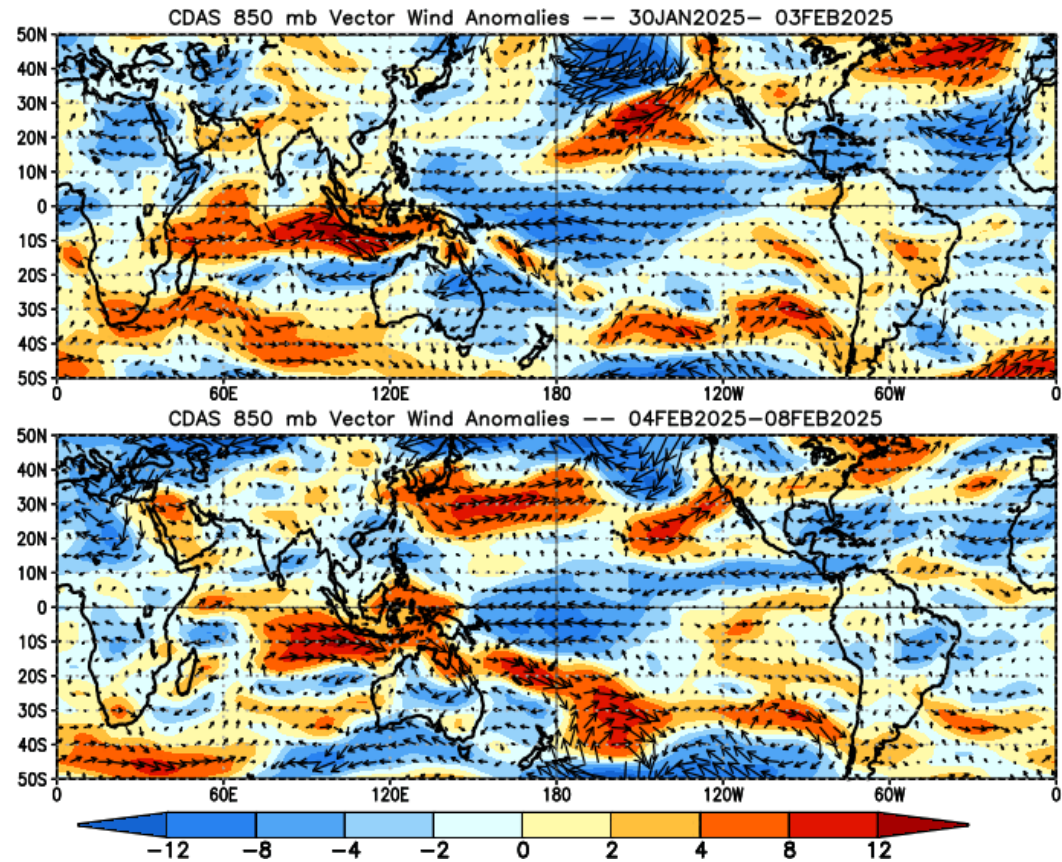 CDAS 850 mb Vector Wind Anomalies -- 30JAN2025- 03FEB2025
50N
40N
30N
20N
10N
0
10S
20S
30S
40S
50S
0 60E 120E 180 120W 60W 0
CDAS 850 mb Vector Wind Anomalies -- 04FEB2025-08FEB2025
50N
40N
30N
20N
10N
0
10S
20S
30S
40S
50S
0 60E 120E 180 120W 60W 0
-12 -8 -4 -2 0 2 4 8 12